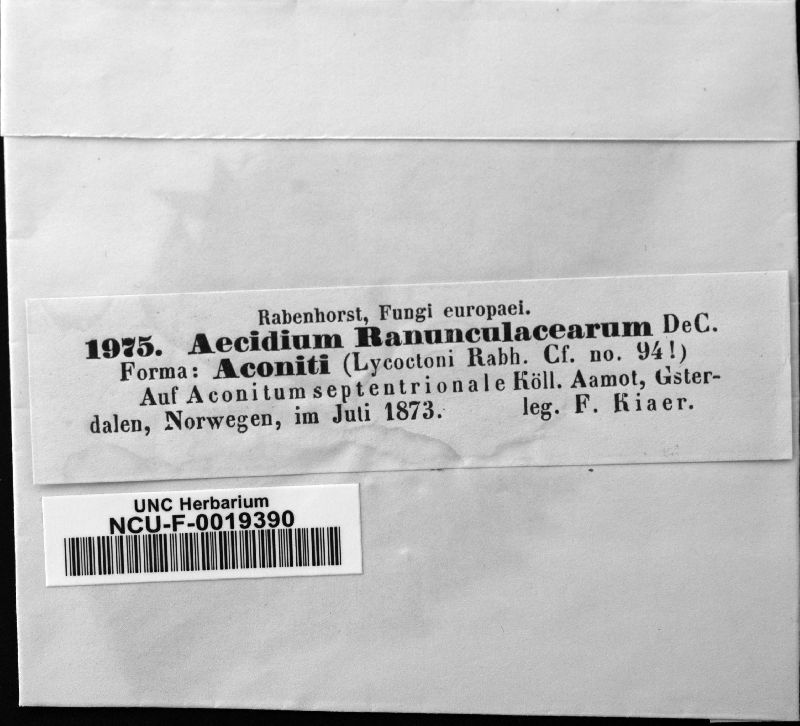 Rabenhorst, Fungi europaei.
1975. Aecidium Ranunculacearum DeC.
Forma: Aconiti (Lycoctoni Rabh. Cf. no. 94!)
Auf Aconitum septentrionale Köll. Aamot, Gster-
dalen, Norwegen, im Juli 1873. leg. F. Kiaer.
UNC Herbarium
NCU-F-0019390